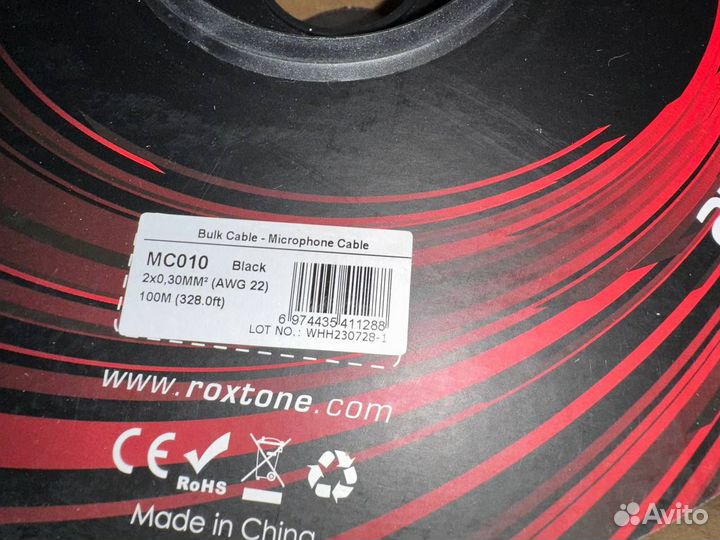 Bulk Cable - Microphone Cable
MC010 Black
2x0,30MM² (AWG 22)
100M (328.0ft)
6 974435 411288
LOT NO.: WHH230728-1
www.roxtone.com
CE RoHS
Made in China
Avito